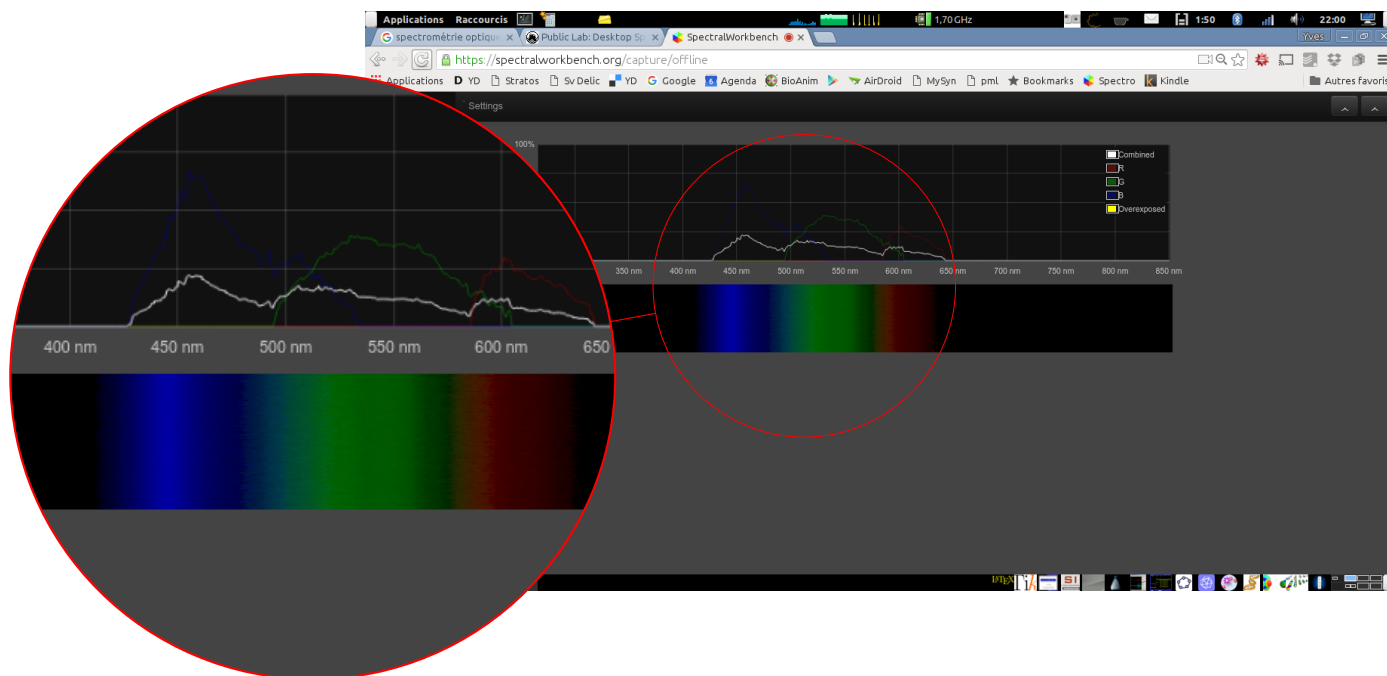 Applications Raccourcis 1,70 GHz 1:50 22:00
spectrométrie optiqu Public Lab: Desktop Sp SpectralWorkbench Yves
https://spectralworkbench.org/capture/offline
Applications YD Stratos Sv Delic YD Google 6 Agenda BioAnim AirDroid MySyn pml Bookmarks Spectro Kindle Autres favoris
Settings
100%
Combined
R
G
B
Overexposed
350 nm 400 nm 450 nm 500 nm 550 nm 600 nm 650 nm 700 nm 750 nm 800 nm 850 nm
400 nm 450 nm 500 nm 550 nm 600 nm 650
SI